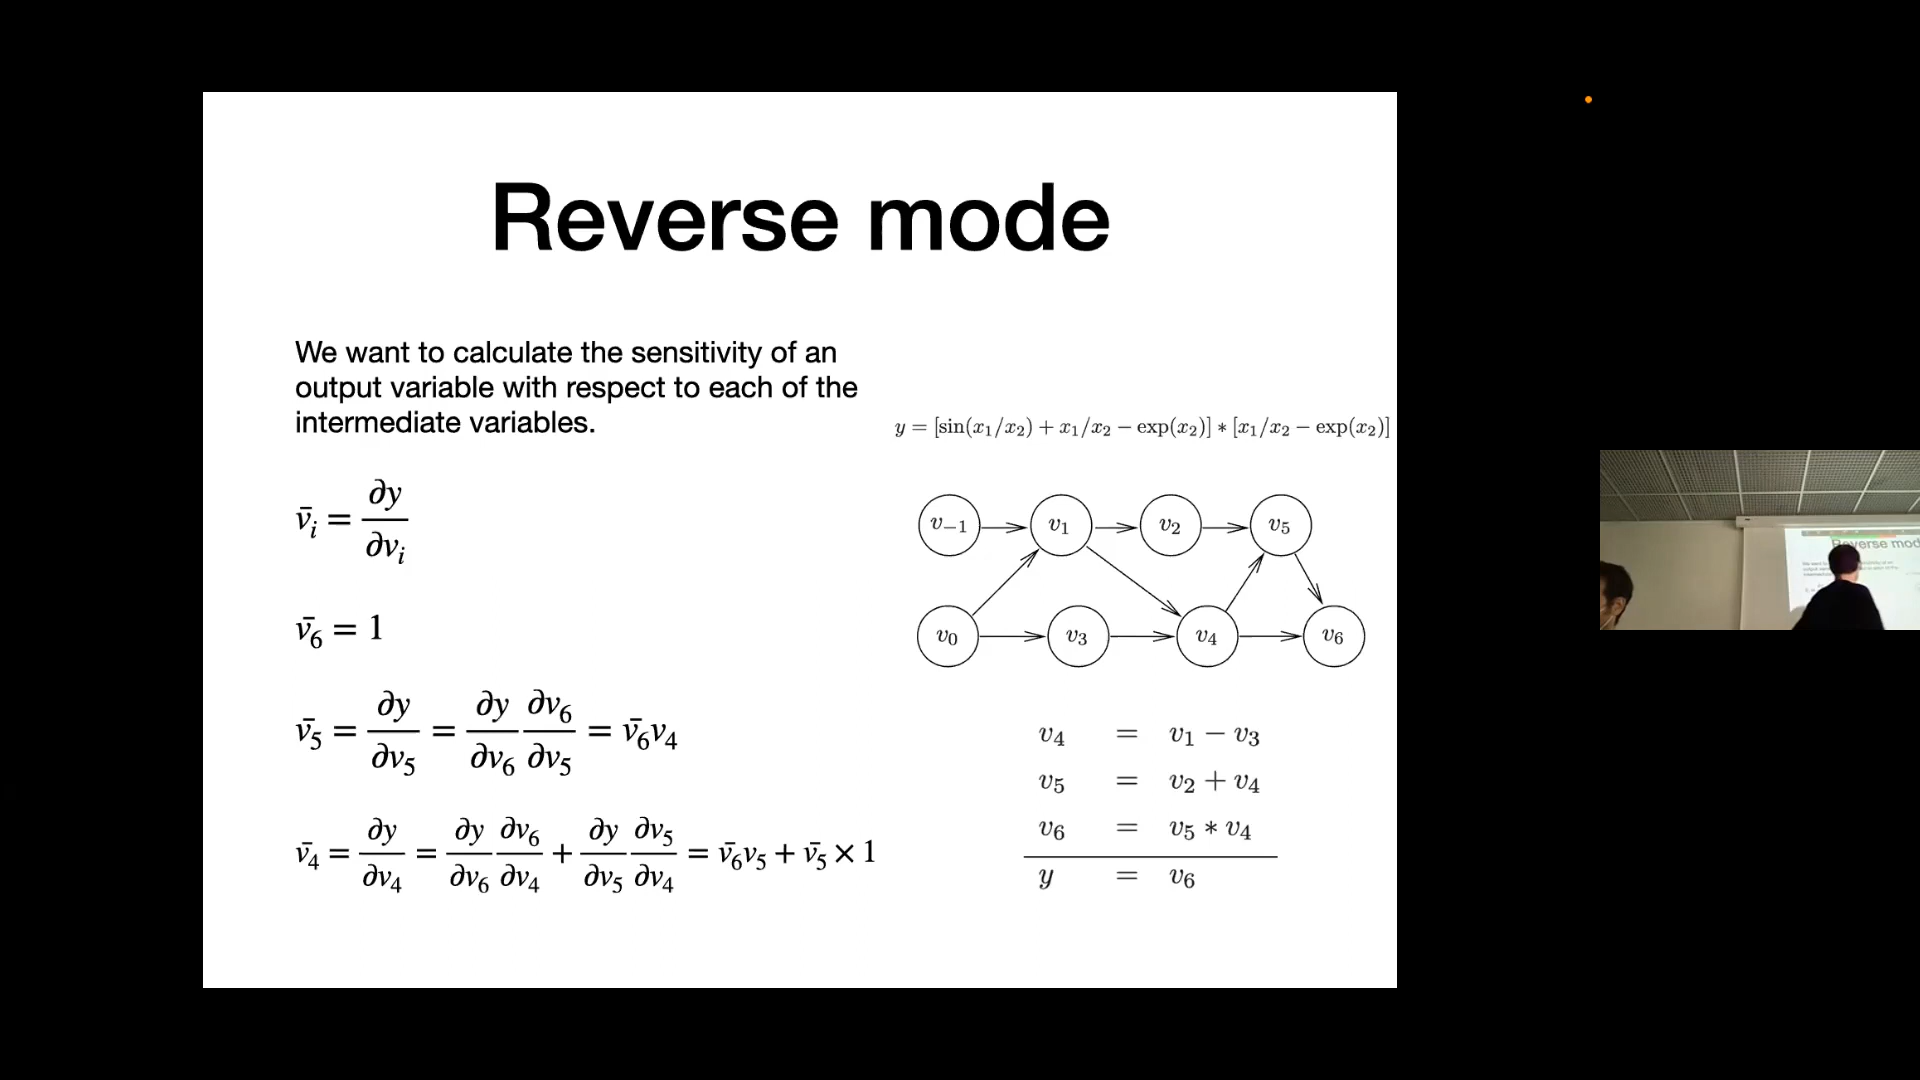 Reverse mode
We want to calculate the sensitivity of an
output variable with respect to each of the
intermediate variables.
y = [sin(x₁/x₂) + x₁/x₂ − exp(x₂)] ∗ [x₁/x₂ − exp(x₂)]
v̄ᵢ = ∂y/∂vᵢ
v̄₆ = 1
v̄₅ = ∂y/∂v₅ = ∂y/∂v₆ ∂v₆/∂v₅ = v̄₆v₄
v̄₄ = ∂y/∂v₄ = ∂y/∂v₆ ∂v₆/∂v₄ + ∂y/∂v₅ ∂v₅/∂v₄ = v̄₆v₅ + v̄₅ × 1
v₋₁ v₁ v₂ v₅
v₀ v₃ v₄ v₆
v₄ = v₁ − v₃
v₅ = v₂ + v₄
v₆ = v₅ ∗ v₄
y = v₆
Reverse mod